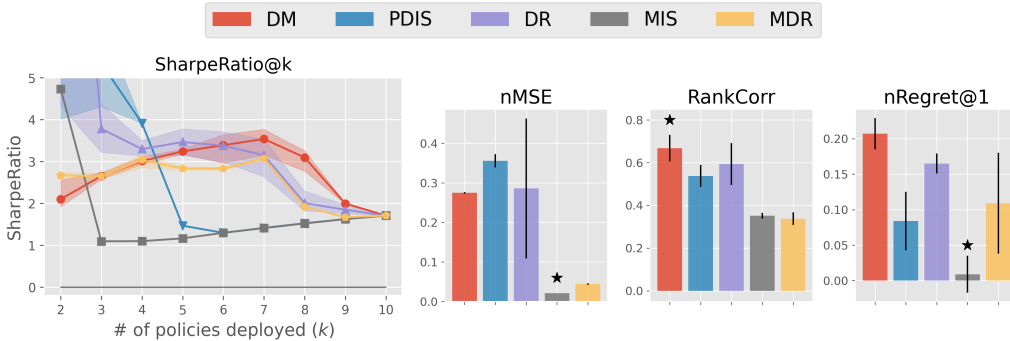 DM PDIS DR MIS MDR
SharpeRatio@k
SharpeRatio
5
4
3
2
1
0
2 3 4 5 6 7 8 9 10
# of policies deployed (k)
nMSE
0.4
0.3
0.2
0.1
0.0
RankCorr
0.8
0.6
0.4
0.2
0.0
nRegret@1
0.20
0.15
0.10
0.05
0.00